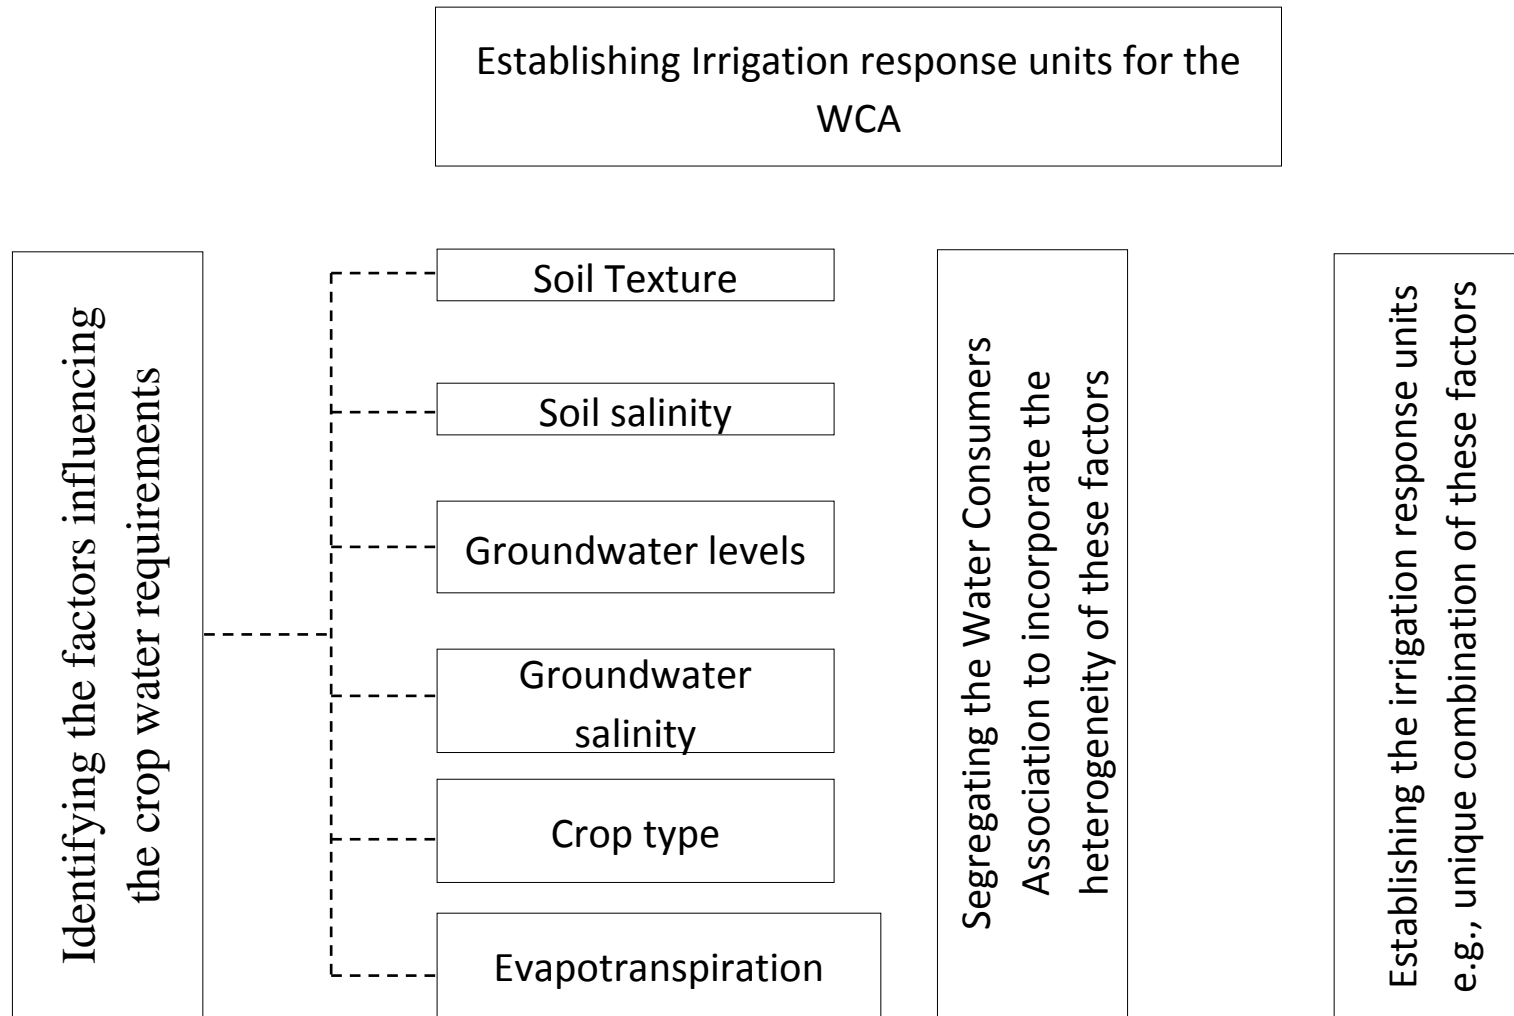 Establishing Irrigation response units for the
WCA
Identifying the factors influencing
the crop water requirements
Soil Texture
Soil salinity
Groundwater levels
Groundwater
salinity
Crop type
Evapotranspiration
Segregating the Water Consumers
Association to incorporate the
heterogeneity of these factors
Establishing the irrigation response units
e.g., unique combination of these factors